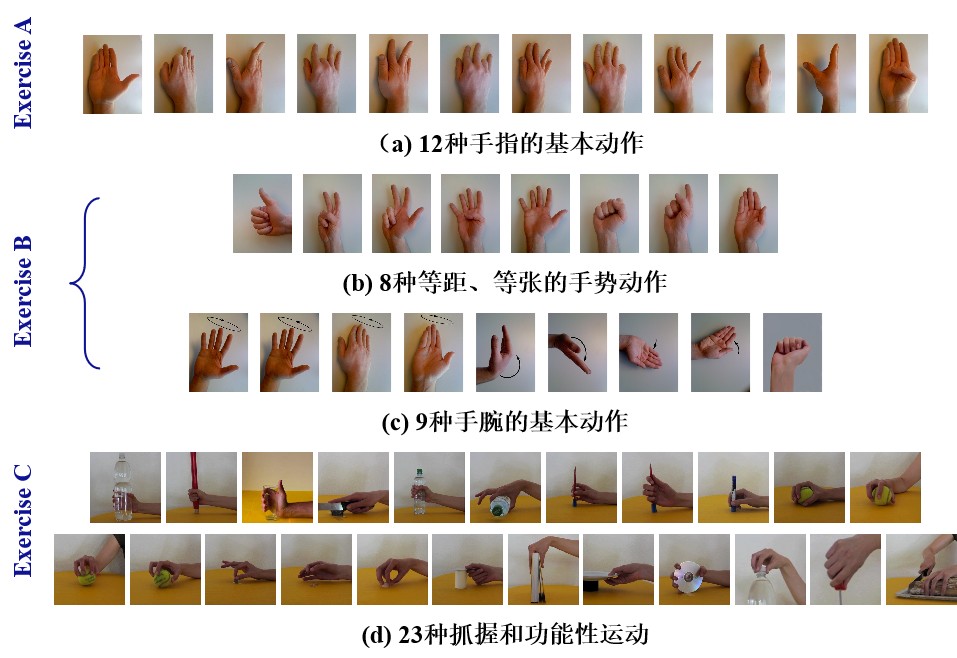 Exercise A
（a) 12种手指的基本动作
Exercise B
(b) 8种等距、等张的手势动作
(c) 9种手腕的基本动作
Exercise C
(d) 23种抓握和功能性运动